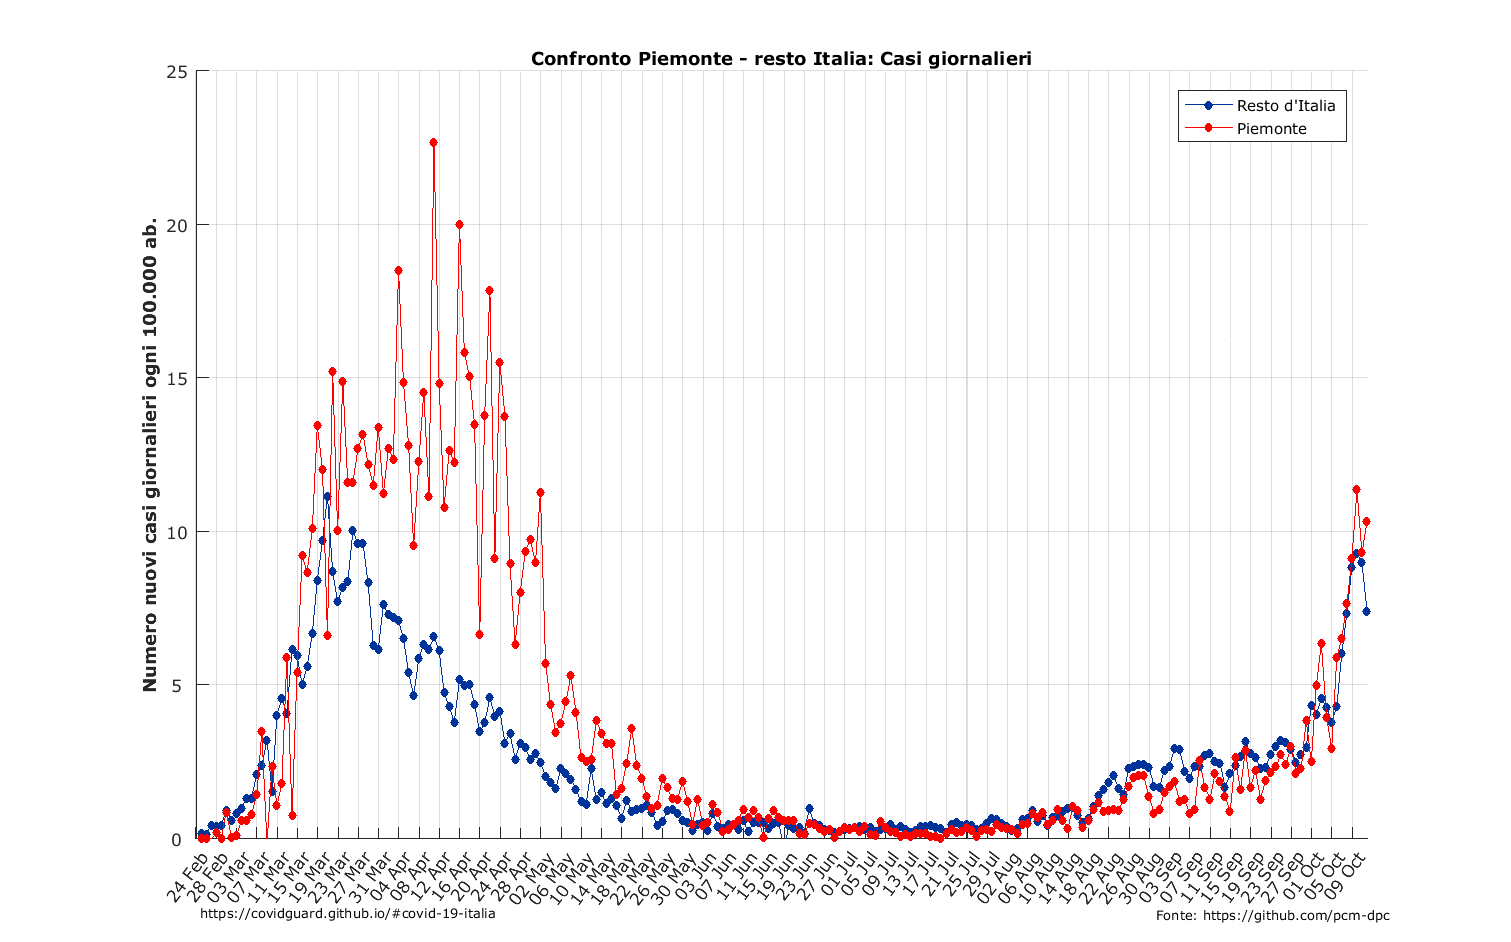 Confronto Piemonte - resto Italia: Casi giornalieri
25
20
15
10
5
0
Numero nuovi casi giornalieri ogni 100.000 ab.
Resto d'Italia
Piemonte
24 Feb
28 Feb
03 Mar
07 Mar
11 Mar
15 Mar
19 Mar
23 Mar
27 Mar
31 Mar
04 Apr
08 Apr
12 Apr
16 Apr
20 Apr
24 Apr
28 Apr
02 May
06 May
10 May
14 May
18 May
22 May
26 May
30 May
03 Jun
07 Jun
11 Jun
15 Jun
19 Jun
23 Jun
27 Jun
01 Jul
05 Jul
09 Jul
13 Jul
17 Jul
21 Jul
25 Jul
29 Jul
02 Aug
06 Aug
10 Aug
14 Aug
18 Aug
22 Aug
26 Aug
30 Aug
03 Sep
07 Sep
11 Sep
15 Sep
19 Sep
23 Sep
27 Sep
01 Oct
05 Oct
09 Oct
https://covidguard.github.io/#covid-19-italia
Fonte: https://github.com/pcm-dpc